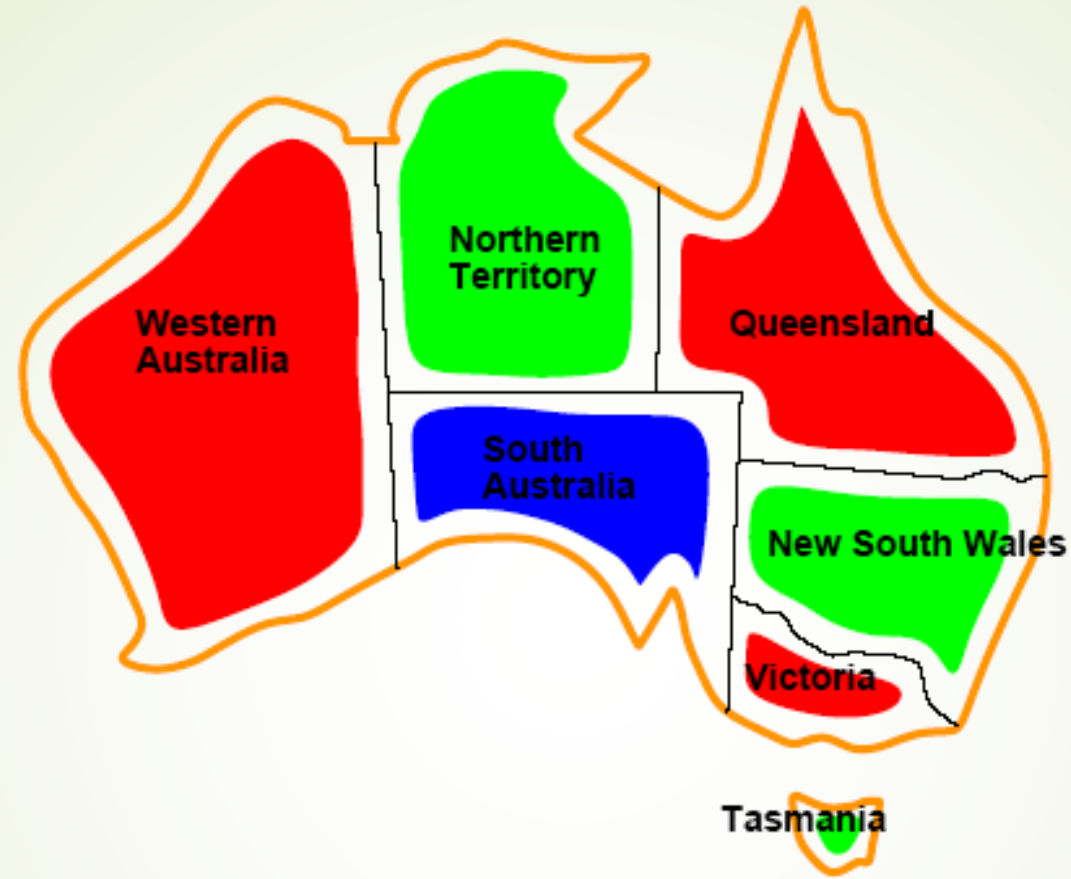 Northern
Territory
Western
Australia
Queensland
South
Australia
New South Wales
Victoria
Tasmania